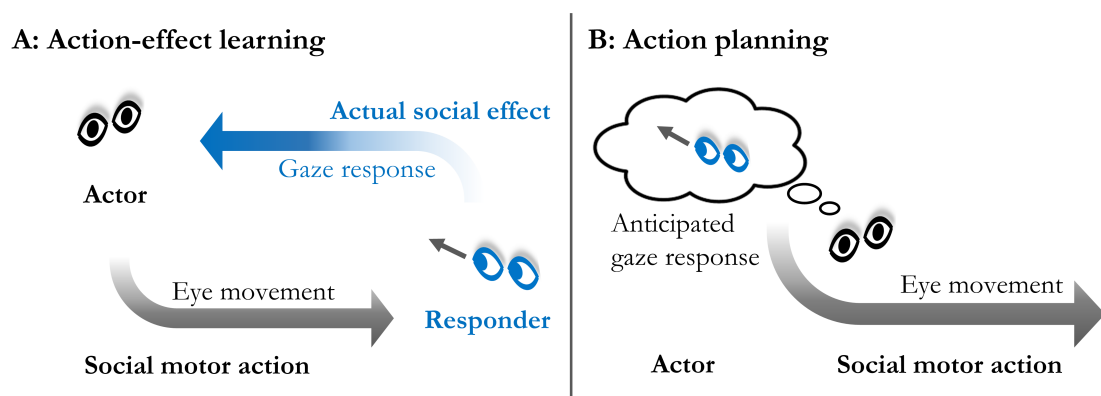 A: Action-effect learning
Actual social effect
Gaze response
Actor
Eye movement
Responder
Social motor action
B: Action planning
Anticipated
gaze response
Eye movement
Actor
Social motor action